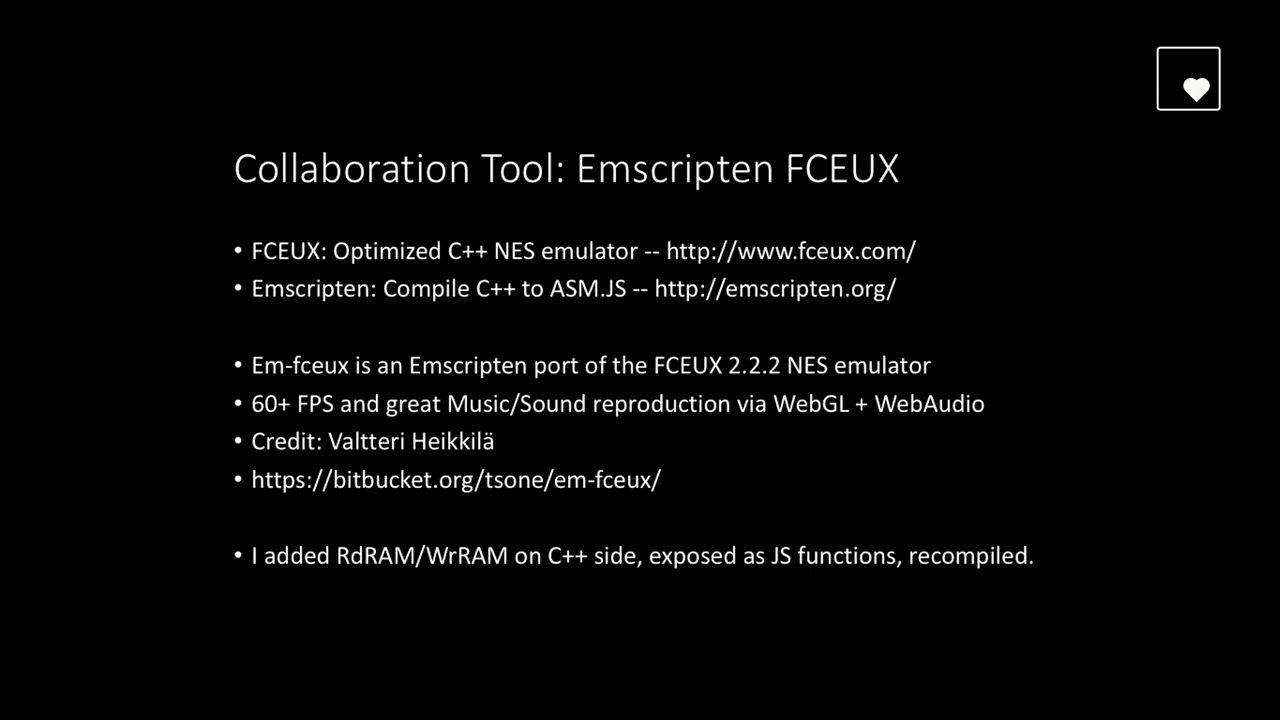 Collaboration Tool: Emscripten FCEUX
• FCEUX: Optimized C++ NES emulator -- http://www.fceux.com/
• Emscripten: Compile C++ to ASM.JS -- http://emscripten.org/
• Em-fceux is an Emscripten port of the FCEUX 2.2.2 NES emulator
• 60+ FPS and great Music/Sound reproduction via WebGL + WebAudio
• Credit: Valtteri Heikkilä
• https://bitbucket.org/tsone/em-fceux/
• I added RdRAM/WrRAM on C++ side, exposed as JS functions, recompiled.